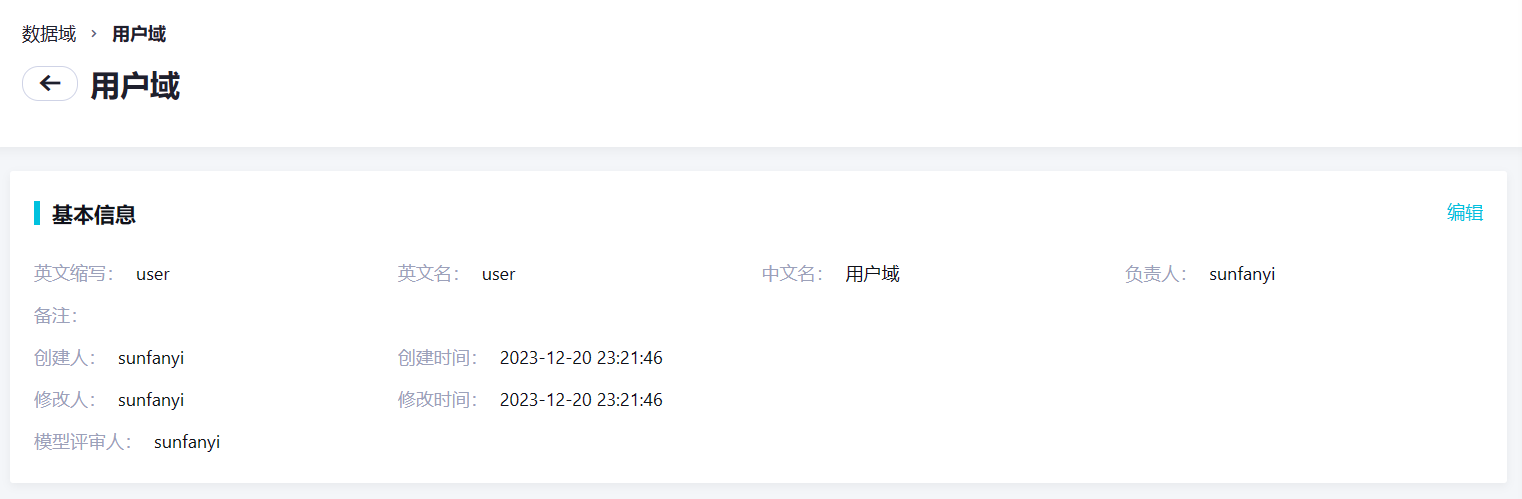 数据域 › 用户域
← 用户域
基本信息 编辑
英文缩写： user 英文名： user 中文名： 用户域 负责人： sunfanyi
备注：
创建人： sunfanyi 创建时间： 2023-12-20 23:21:46
修改人： sunfanyi 修改时间： 2023-12-20 23:21:46
模型评审人： sunfanyi